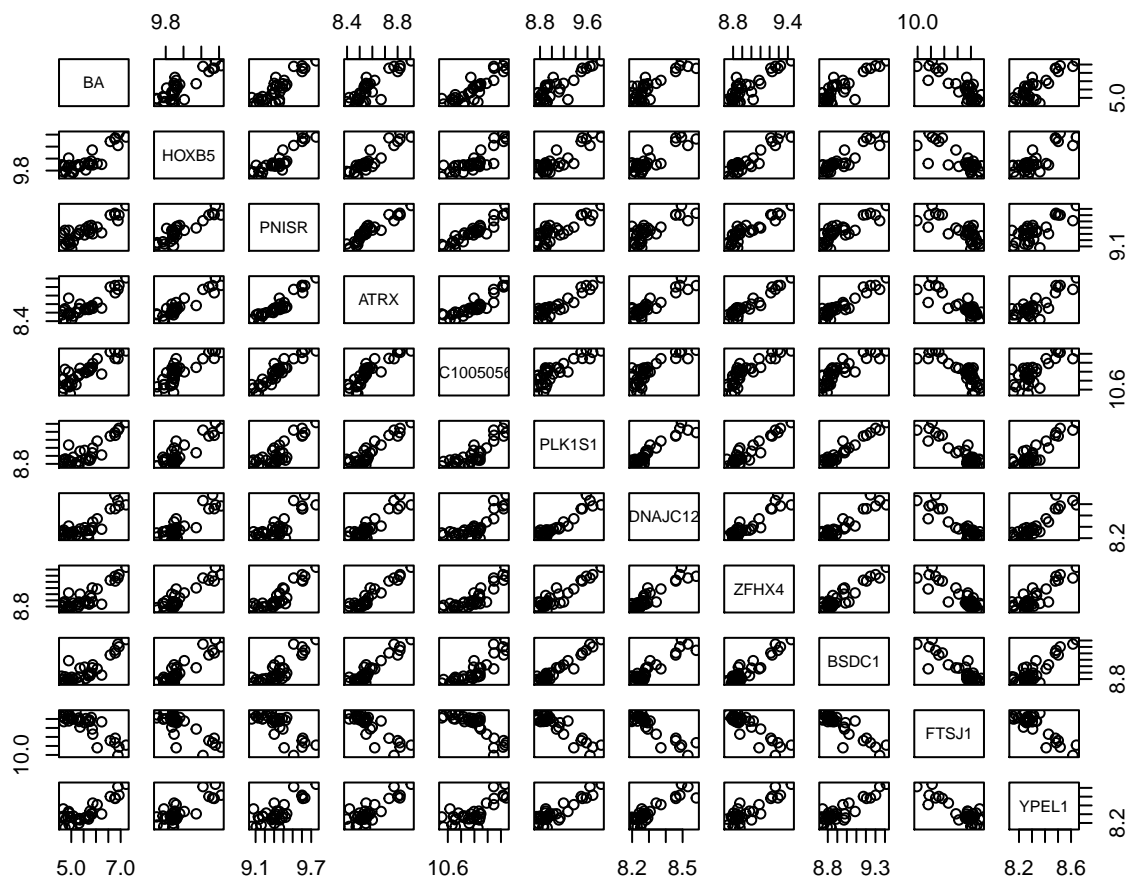 9.8 8.4 8.8 8.8 9.6 8.8 9.4 10.0
BA 5.0
9.8 HOXB5
PNISR 9.1
8.4 ATRX
C1005056 10.6
8.8 PLK1S1
DNAJC12 8.2
8.8 ZFHX4
BSDC1 8.8
10.0 FTSJ1
YPEL1 8.2
5.0 7.0 9.1 9.7 10.6 8.2 8.5 8.8 9.3 8.2 8.6